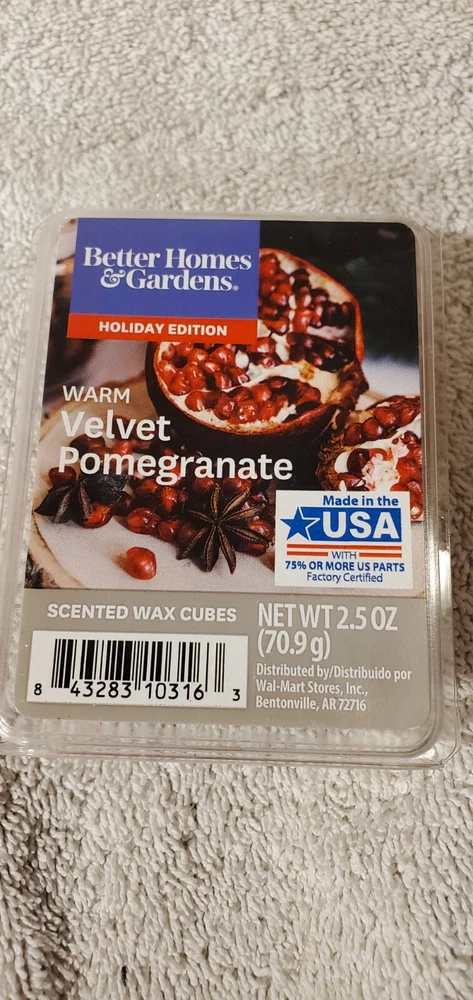 Better Homes
& Gardens®
HOLIDAY EDITION
WARM
Velvet
Pomegranate
Made in the
USA
WITH
75% OR MORE US PARTS
Factory Certified
SCENTED WAX CUBES
NET WT 2.5 OZ
(70.9 g)
Distributed by/Distribuido por
Wal-Mart Stores, Inc.,
Bentonville, AR 72716
8 43283 10316 3